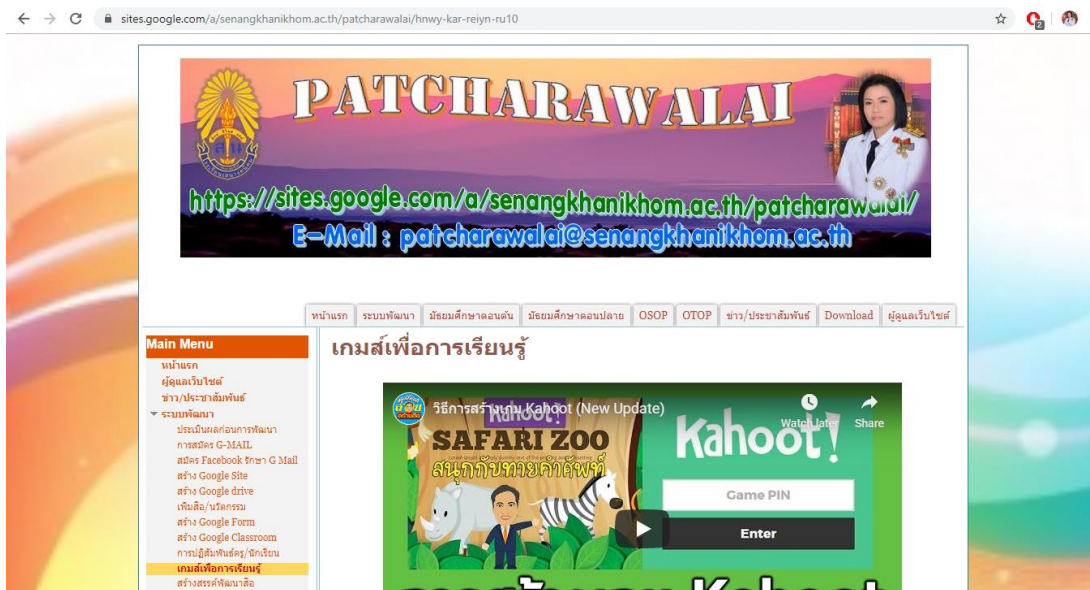 sites.google.com/a/senangkhanikhom.ac.th/patcharawalai/hnwy-kar-reiyn-ru10
2
PATCHARAWALAI
https://sites.google.com/a/senangkhanikhom.ac.th/patcharawalai/
E-Mail : patcharawalai@senangkhanikhom.ac.th
หน้าแรก ระบบพัฒนา มัธยมศึกษาตอนต้น มัธยมศึกษาตอนปลาย OSOP OTOP ข่าว/ประชาสัมพันธ์ Download ผู้ดูแลเว็บไซต์
Main Menu
หน้าแรก
ผู้ดูแลเว็บไซต์
ข่าว/ประชาสัมพันธ์
ระบบพัฒนา
ประเมินผลก่อนการพัฒนา
การสมัคร G-MAIL
สมัคร Facebook รักษา G Mail
สร้าง Google Site
สร้าง Google drive
เพิ่มสื่อ/นวัตกรรม
สร้าง Google Form
สร้าง Google Classroom
การปฏิสัมพันธ์ครู/นักเรียน
เกมส์เพื่อการเรียนรู้
สร้างสรรค์พัฒนาสื่อ
เกมส์เพื่อการเรียนรู้
วิธีการสร้างเกม Kahoot (New Update)
Watch later
Share
Kahoot!
SAFARI ZOO
สนุกกับทายคำศัพท์
Kahoot!
Game PIN
Enter
Kahoot